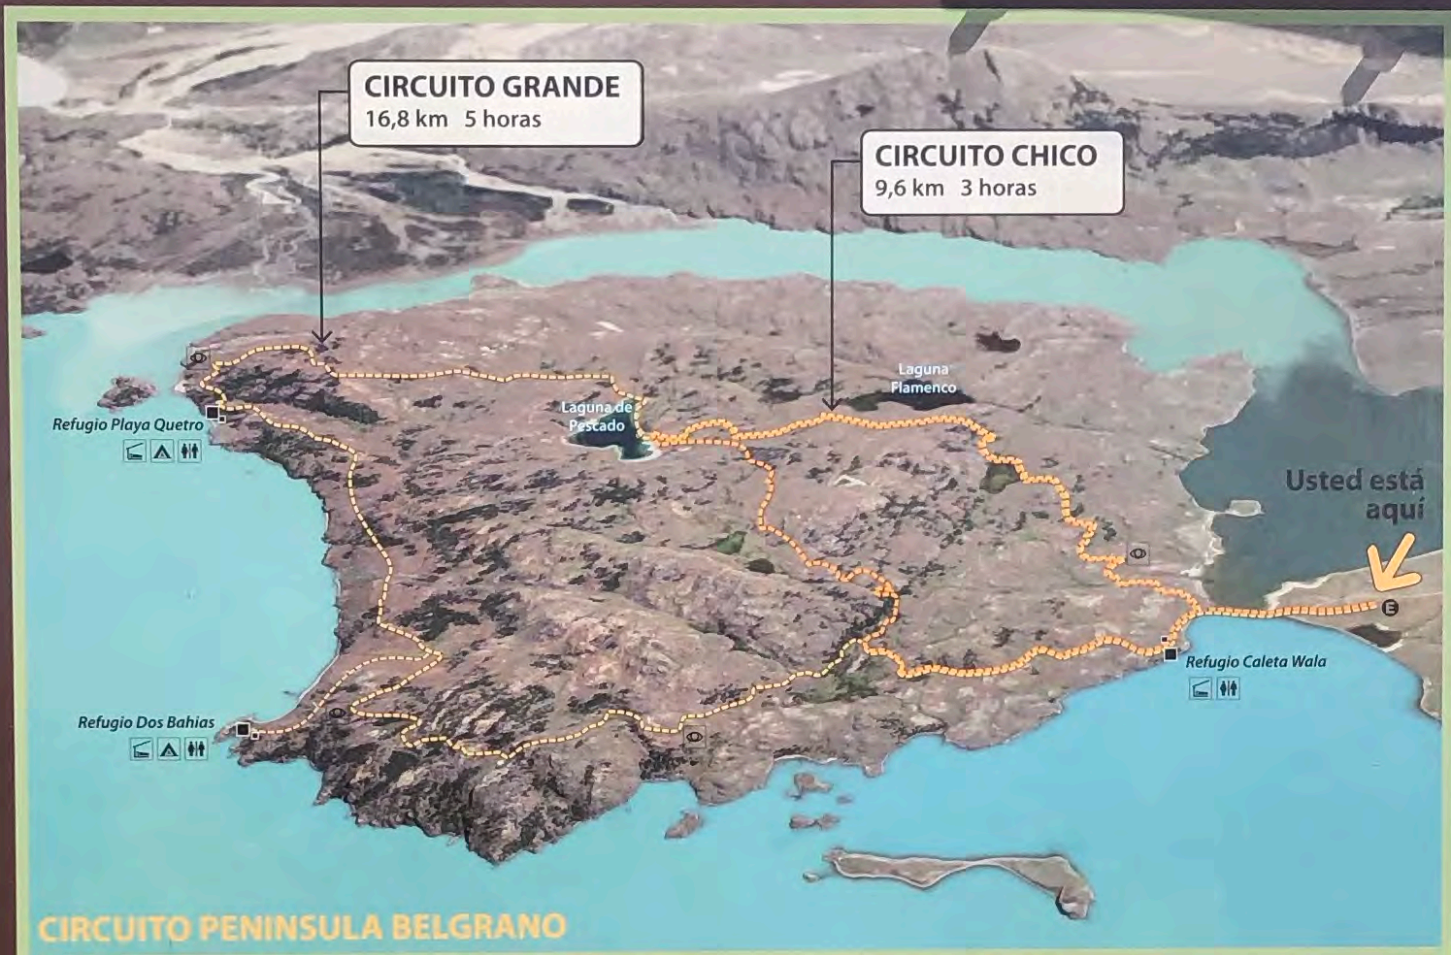 CIRCUITO GRANDE
16,8 km 5 horas
CIRCUITO CHICO
9,6 km 3 horas
Laguna
Flamenco
Laguna de
Pescado
Refugio Playa Quetro
Usted está
aquí
E
Refugio Caleta Wala
Refugio Dos Bahias
CIRCUITO PENINSULA BELGRANO